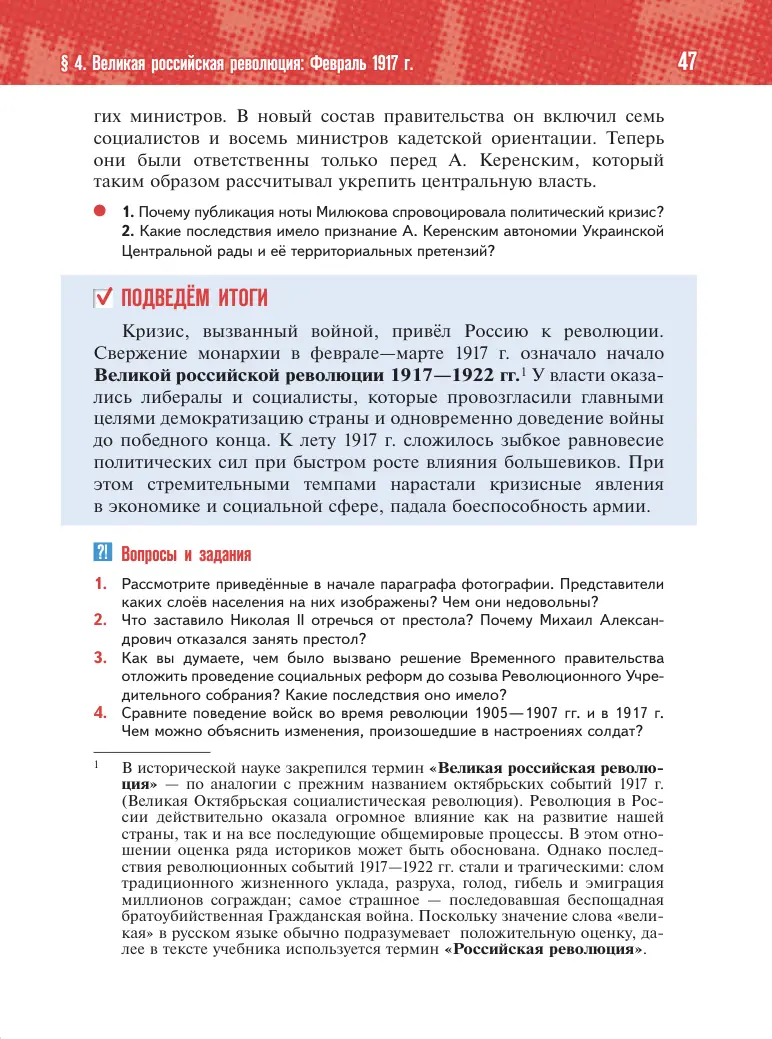 § 4. Великая российская революция: Февраль 1917 г.
47
гих министров. В новый состав правительства он включил семь
социалистов и восемь министров кадетской ориентации. Теперь
они были ответственны только перед А. Керенским, который
таким образом рассчитывал укрепить центральную власть.
1. Почему публикация ноты Милюкова спровоцировала политический кризис?
2. Какие последствия имело признание А. Керенским автономии Украинской
Центральной рады и её территориальных претензий?
ПОДВЕДЁМ ИТОГИ
Кризис, вызванный войной, привёл Россию к революции.
Свержение монархии в феврале—марте 1917 г. означало начало
Великой российской революции 1917—1922 гг.¹ У власти оказа-
лись либералы и социалисты, которые провозгласили главными
целями демократизацию страны и одновременно доведение войны
до победного конца. К лету 1917 г. сложилось зыбкое равновесие
политических сил при быстром росте влияния большевиков. При
этом стремительными темпами нарастали кризисные явления
в экономике и социальной сфере, падала боеспособность армии.
?! Вопросы и задания
1. Рассмотрите приведённые в начале параграфа фотографии. Представители
каких слоёв населения на них изображены? Чем они недовольны?
2. Что заставило Николая II отречься от престола? Почему Михаил Алексан-
дрович отказался занять престол?
3. Как вы думаете, чем было вызвано решение Временного правительства
отложить проведение социальных реформ до созыва Революционного Учре-
дительного собрания? Какие последствия оно имело?
4. Сравните поведение войск во время революции 1905—1907 гг. и в 1917 г.
Чем можно объяснить изменения, произошедшие в настроениях солдат?
¹ В исторической науке закрепился термин «Великая российская револю-
ция» — по аналогии с прежним названием октябрьских событий 1917 г.
(Великая Октябрьская социалистическая революция). Революция в Рос-
сии действительно оказала огромное влияние как на развитие нашей
страны, так и на все последующие общемировые процессы. В этом отно-
шении оценка ряда историков может быть обоснована. Однако послед-
ствия революционных событий 1917—1922 гг. стали и трагическими: слом
традиционного жизненного уклада, разруха, голод, гибель и эмиграция
миллионов сограждан; самое страшное — последовавшая беспощадная
братоубийственная Гражданская война. Поскольку значение слова «вели-
кая» в русском языке обычно подразумевает положительную оценку, да-
лее в тексте учебника используется термин «Российская революция».